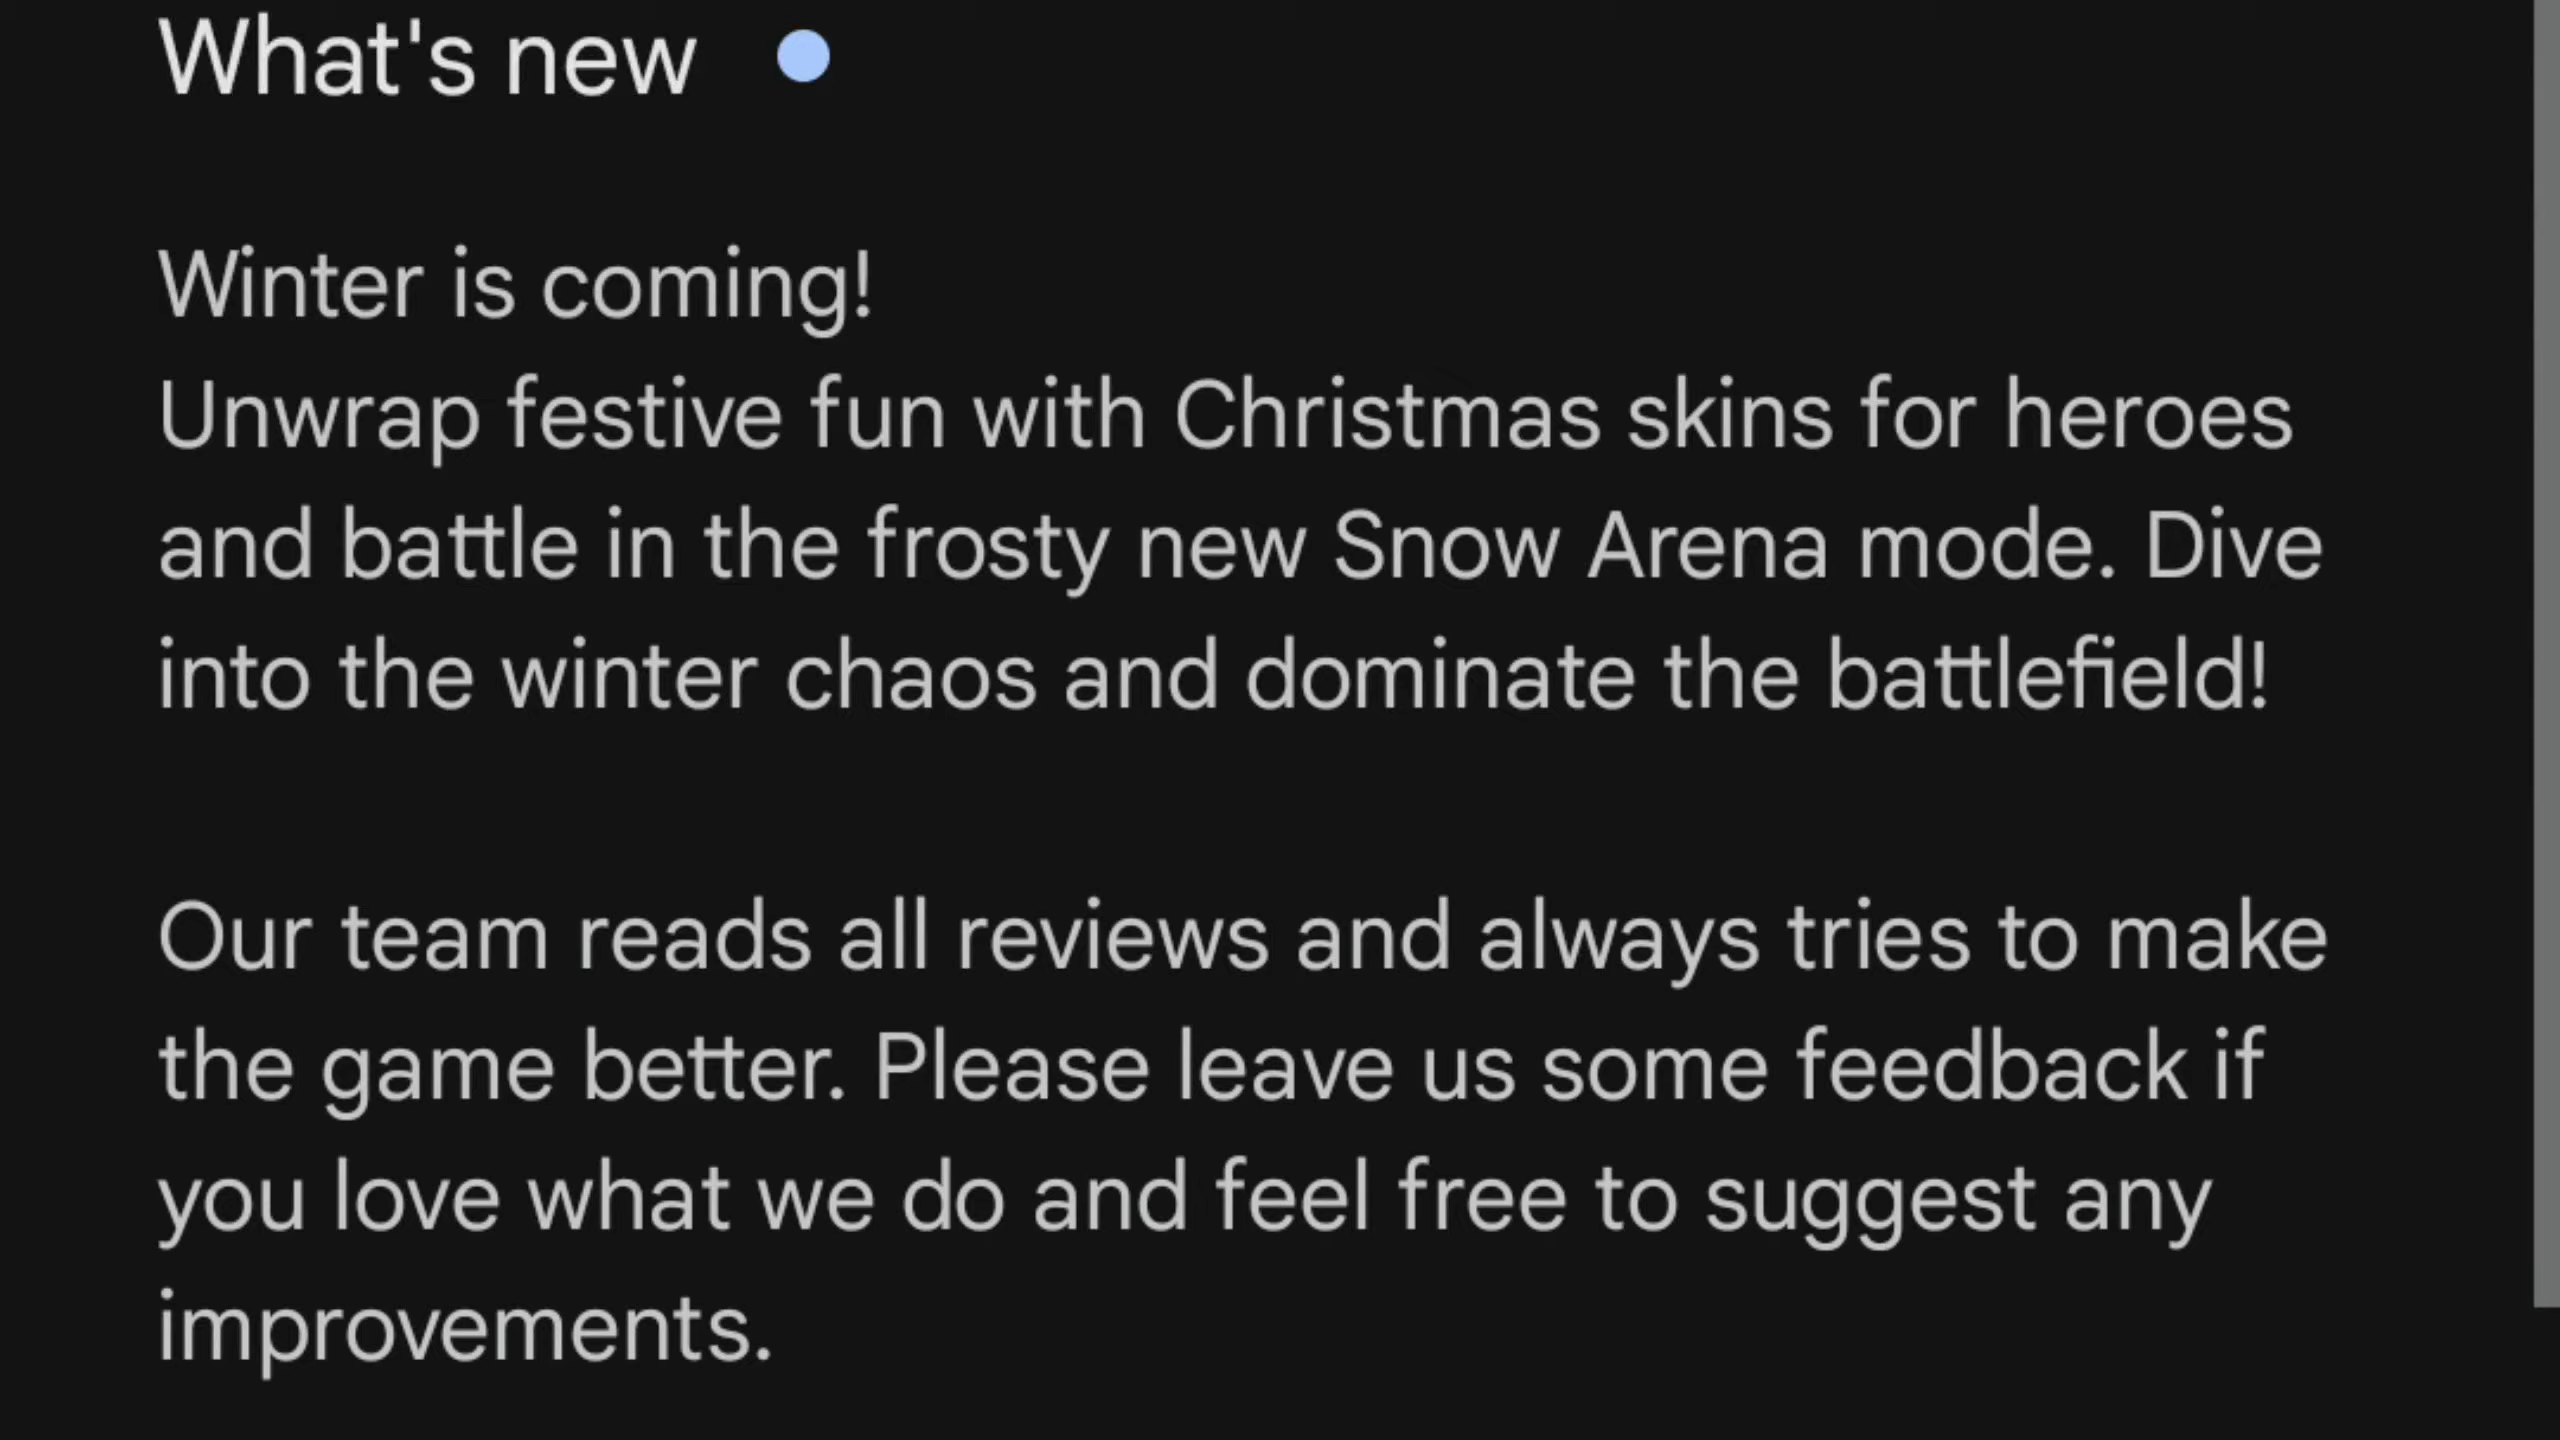 What's new
Winter is coming!
Unwrap festive fun with Christmas skins for heroes
and battle in the frosty new Snow Arena mode. Dive
into the winter chaos and dominate the battlefield!
Our team reads all reviews and always tries to make
the game better. Please leave us some feedback if
you love what we do and feel free to suggest any
improvements.